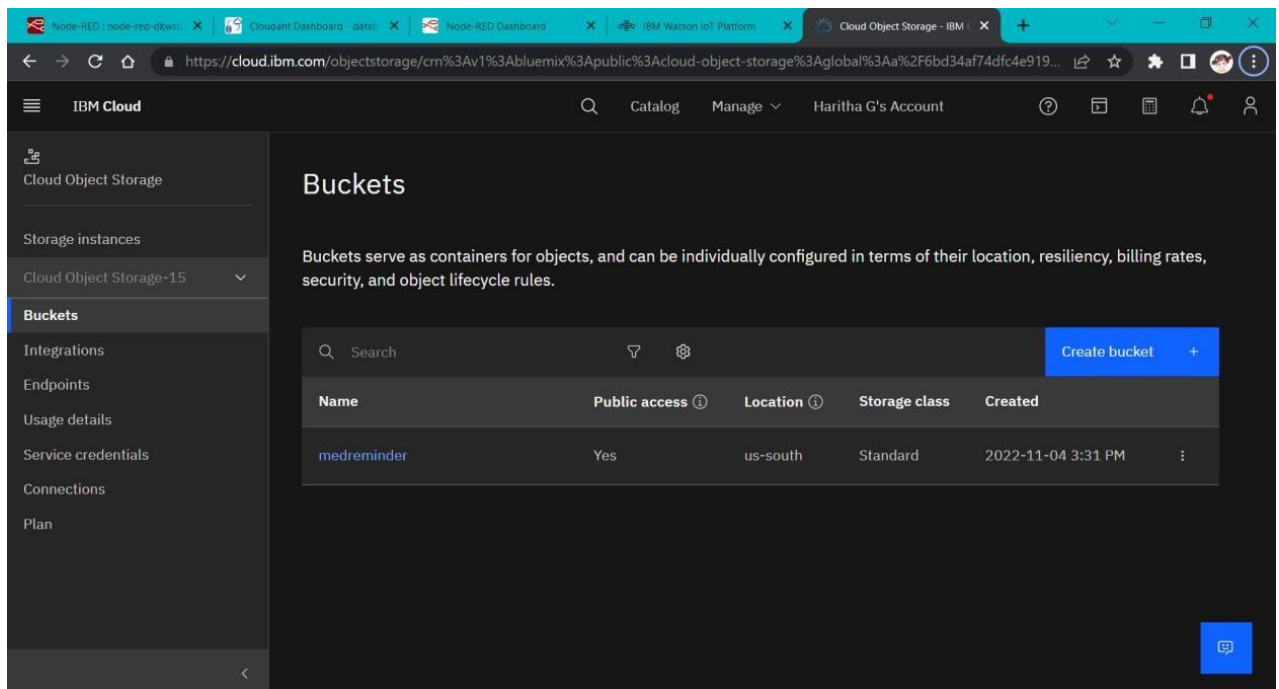 Node-RED : node-red-dkwst: Cloudant Dashboard - datab Node-RED Dashboard IBM Watson IoT Platform Cloud Object Storage - IBM
https://cloud.ibm.com/objectstorage/crn%3Av1%3Abluemix%3Apublic%3Acloud-object-storage%3Aglobal%3Aa%2F6bd34af74dfc4e919...
IBM Cloud Catalog Manage Haritha G's Account
Cloud Object Storage
Storage instances
Cloud Object Storage-15
Buckets
Integrations
Endpoints
Usage details
Service credentials
Connections
Plan
Buckets
Buckets serve as containers for objects, and can be individually configured in terms of their location, resiliency, billing rates,
security, and object lifecycle rules.
Search Create bucket +
Name Public access Location Storage class Created
medreminder Yes us-south Standard 2022-11-04 3:31 PM